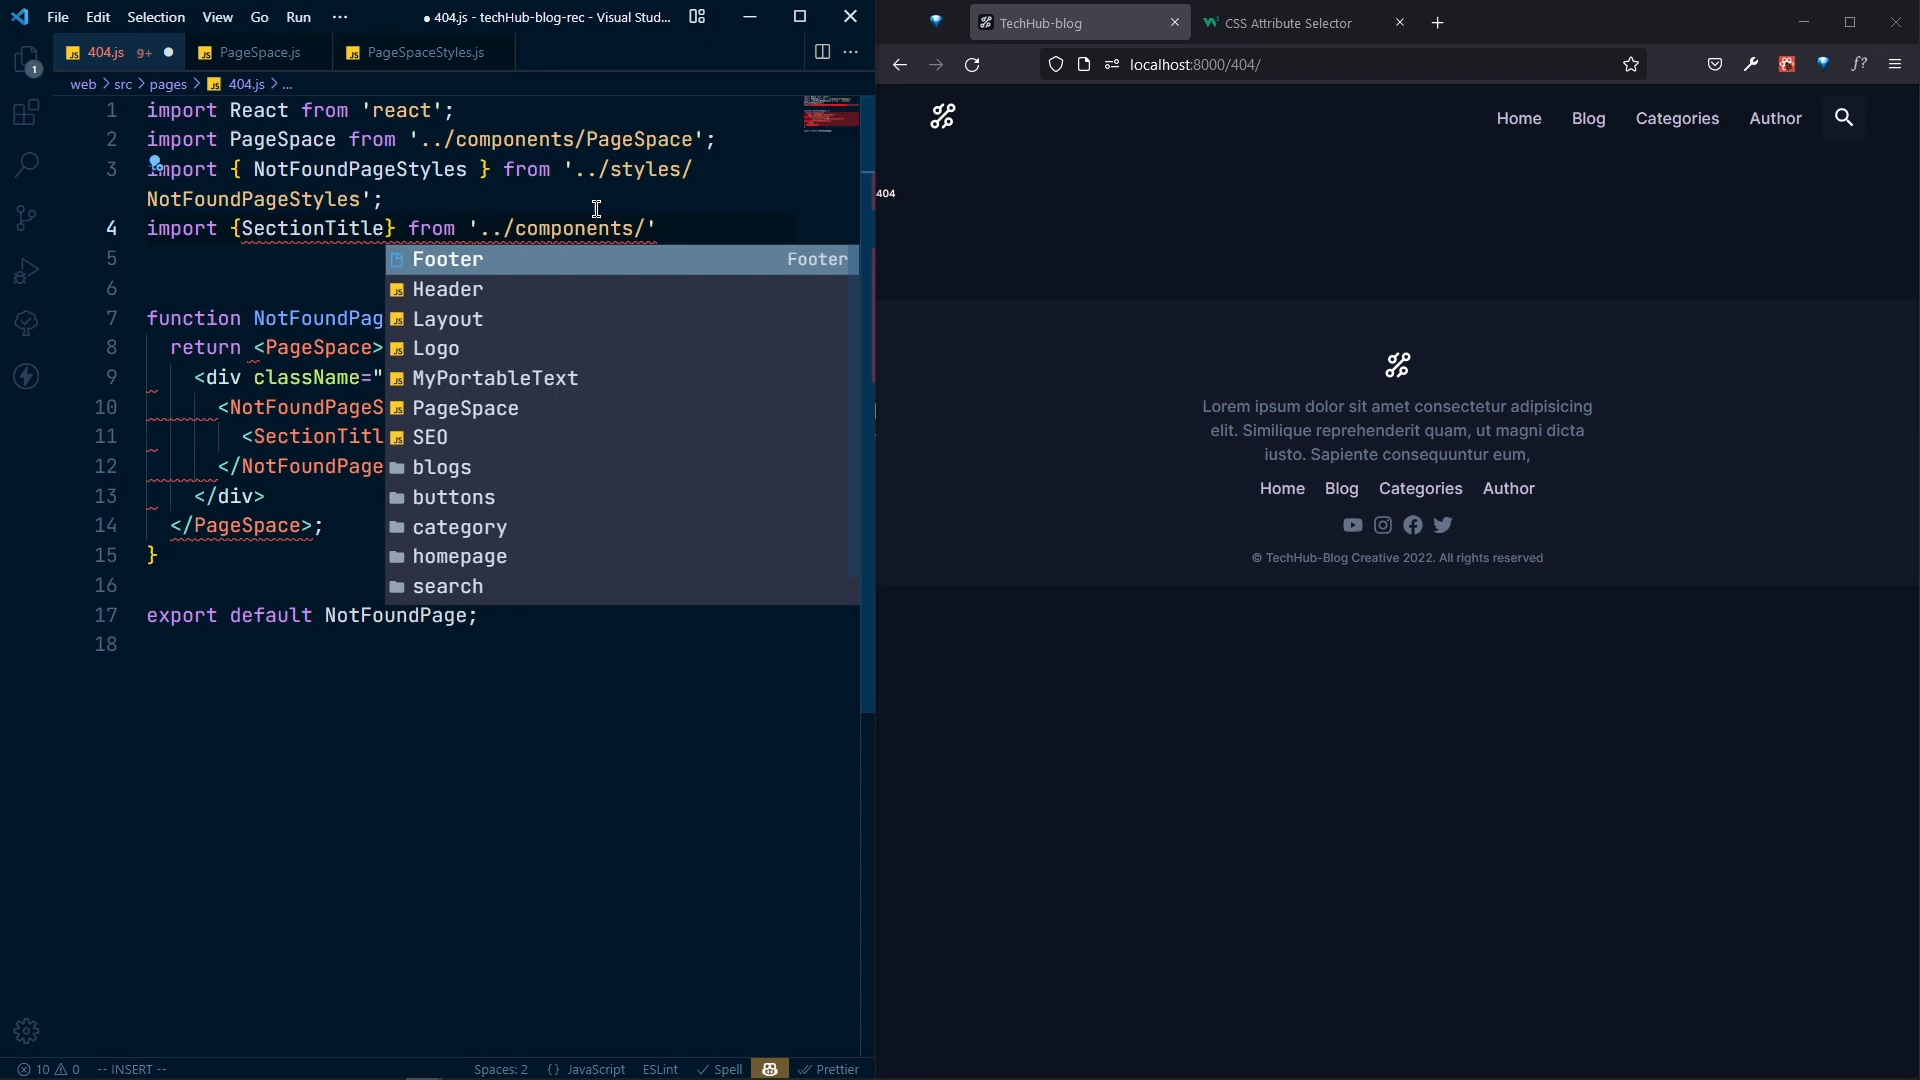 File Edit Selection View Go Run ··· ● 404.js - techHub-blog-rec - Visual Stud...
404.js 9+ ● PageSpace.js PageSpaceStyles.js
web > src > pages > 404.js > ...
1 import React from 'react';
2 import PageSpace from '../components/PageSpace';
3 import { NotFoundPageStyles } from '../styles/
NotFoundPageStyles';
4 import {SectionTitle} from '../components/'
5
6
7 function NotFoundPag
8 return <PageSpace>
9 <div className="
10 <NotFoundPageS
11 <SectionTitl
12 </NotFoundPage
13 </div>
14 </PageSpace>;
15 }
16
17 export default NotFoundPage;
18
Footer Footer
Header
Layout
Logo
MyPortableText
PageSpace
SEO
blogs
buttons
category
homepage
search
1
10 0 -- INSERT -- Spaces: 2 {} JavaScript ESLint Spell Prettier
TechHub-blog CSS Attribute Selector
localhost:8000/404/
Home Blog Categories Author
404
Lorem ipsum dolor sit amet consectetur adipisicing
elit. Similique reprehenderit quam, ut magni dicta
iusto. Sapiente consequuntur eum,
Home Blog Categories Author
© TechHub-Blog Creative 2022. All rights reserved